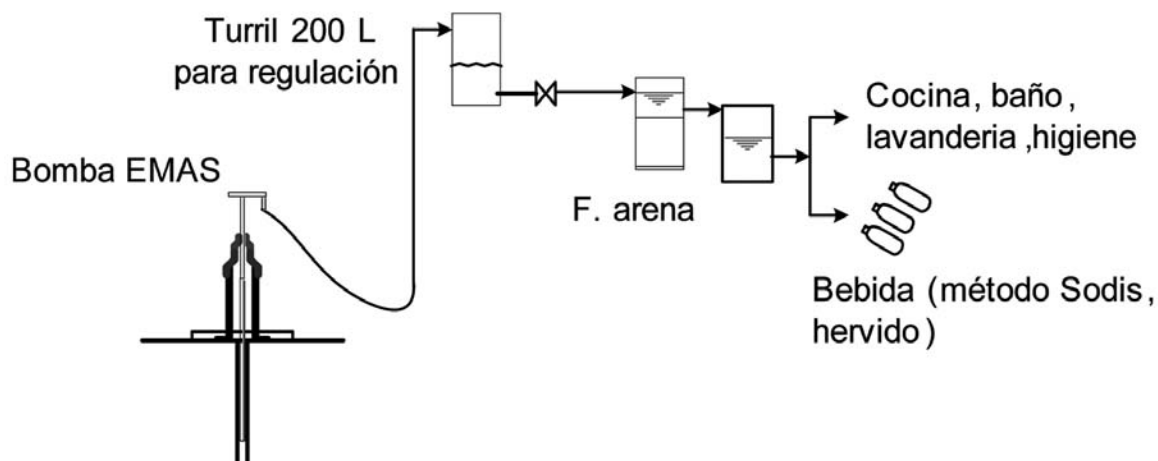 Turril 200 L
para regulación
Bomba EMAS
F. arena
Cocina, baño,
lavanderia ,higiene
Bebida (método Sodis,
hervido)